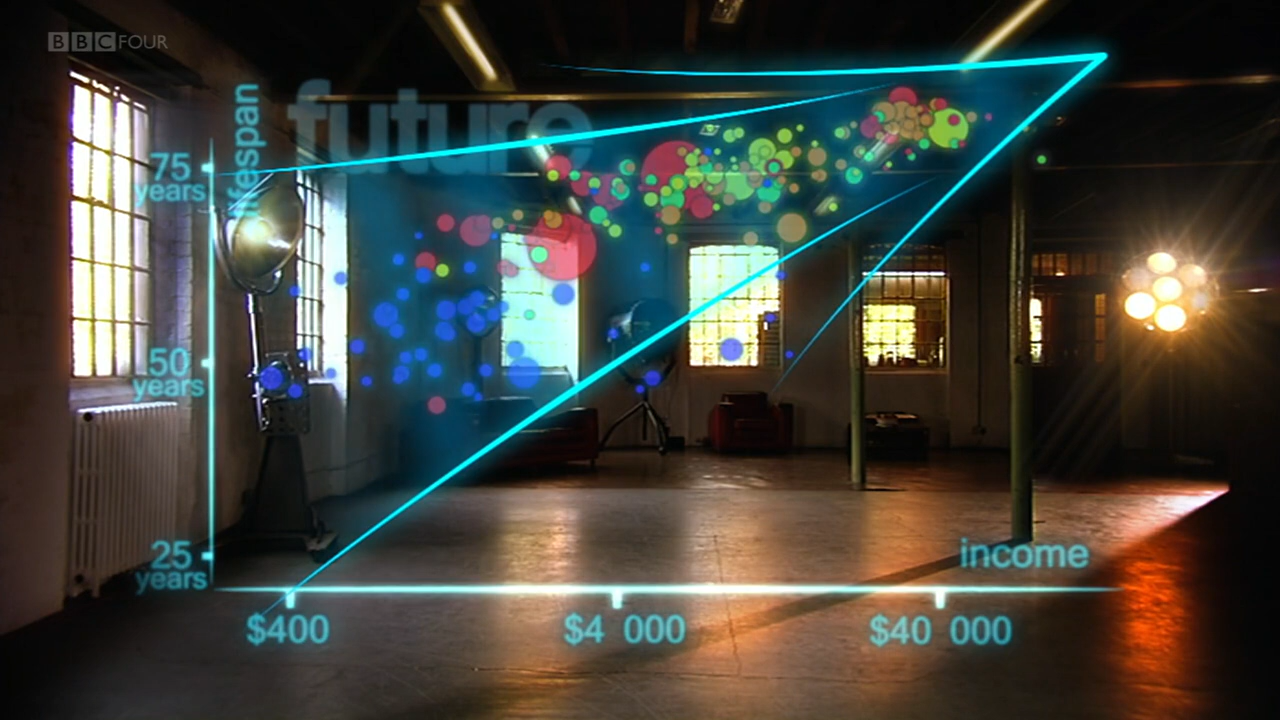 BBC FOUR
future
lifespan
75
years
50
years
25
years
income
$400
$4 000
$40 000